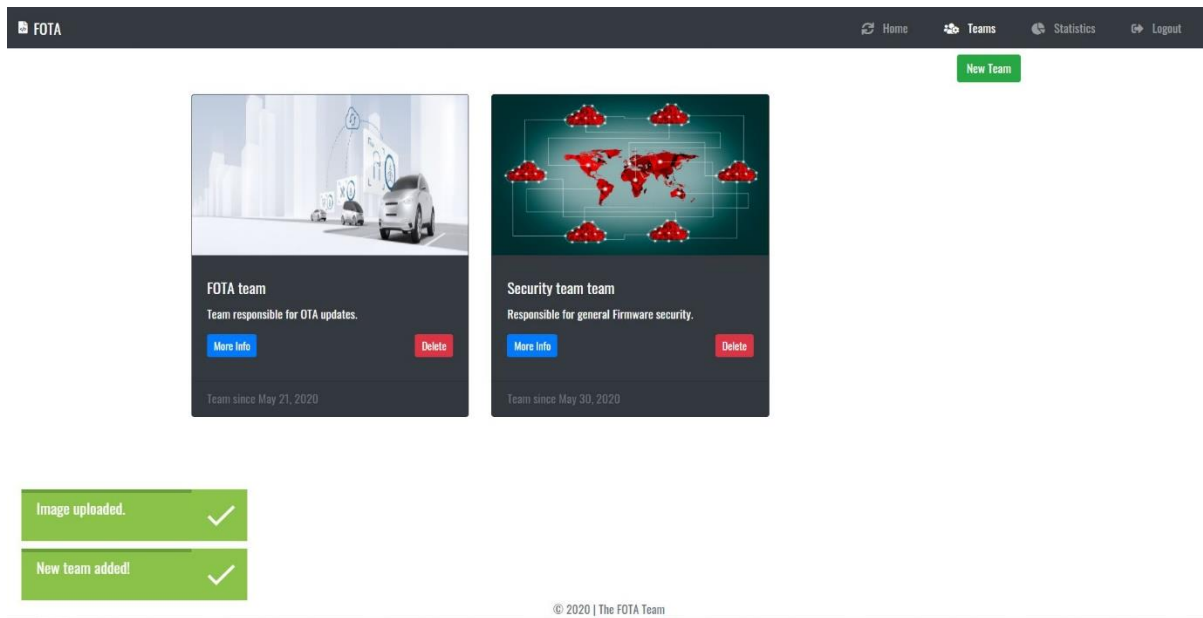 FOTA
Home
Teams
Statistics
Logout
New Team
FOTA team
Team responsible for OTA updates.
More Info
Delete
Team since May 21, 2020
Security team team
Responsible for general Firmware security.
More Info
Delete
Team since May 30, 2020
Image uploaded.
New team added!
© 2020 | The FOTA Team